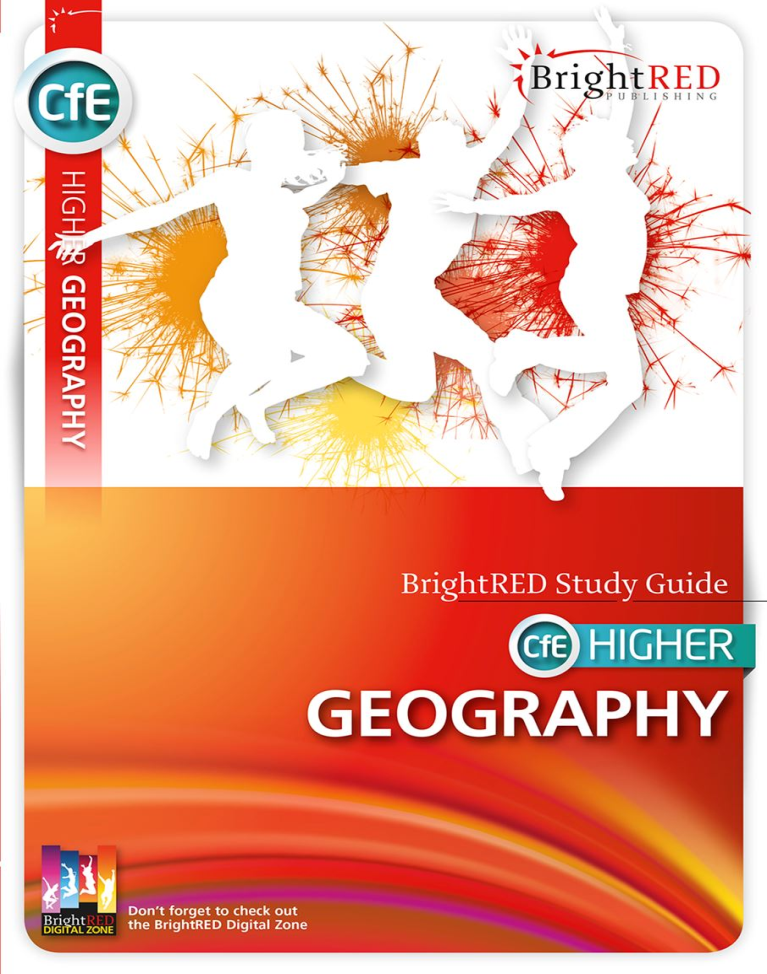 CfE
HIGHER GEOGRAPHY
BrightRED
PUBLISHING
BrightRED Study Guide
CfE HIGHER
GEOGRAPHY
BrightRED
DIGITAL ZONE
Don't forget to check out
the BrightRED Digital Zone